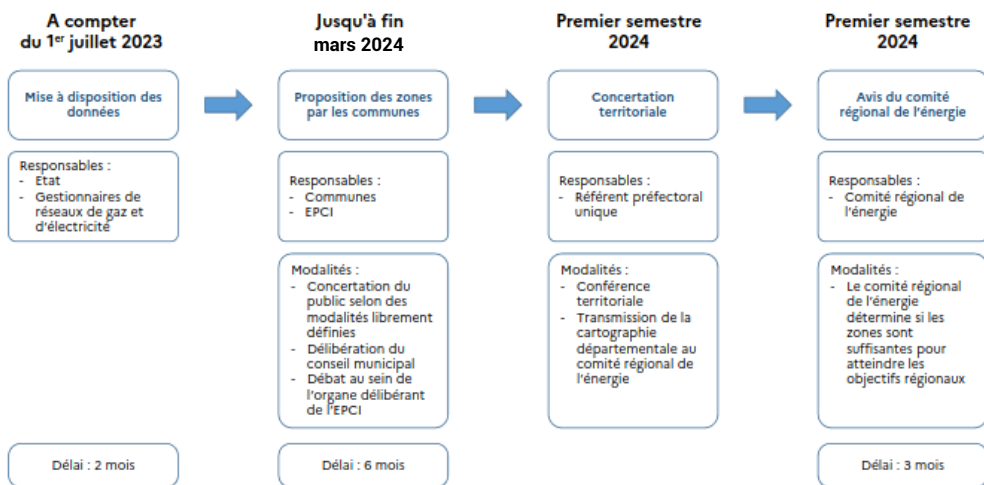 A compter
du 1er juillet 2023
Jusqu'à fin
mars 2024
Premier semestre
2024
Premier semestre
2024
Mise à disposition des
données
Proposition des zones
par les communes
Concertation
territoriale
Avis du comité
régional de l'énergie
Responsables :
- Etat
- Gestionnaires de
réseaux de gaz et
d'électricité
Responsables :
- Communes
- EPCI
Responsables :
- Référent préfectoral
unique
Responsables :
- Comité régional de
l'énergie
Modalités :
- Concertation du
public selon des
modalités librement
définies
- Délibération du
conseil municipal
- Débat au sein de
l'organe délibérant
de l'EPCI
Modalités :
- Conférence
territoriale
- Transmission de la
cartographie
départementale au
comité régional de
l'énergie
Modalités :
- Le comité régional
de l'énergie
détermine si les
zones sont
suffisantes pour
atteindre les
objectifs régionaux
Délai : 2 mois
Délai : 6 mois
Délai : 3 mois